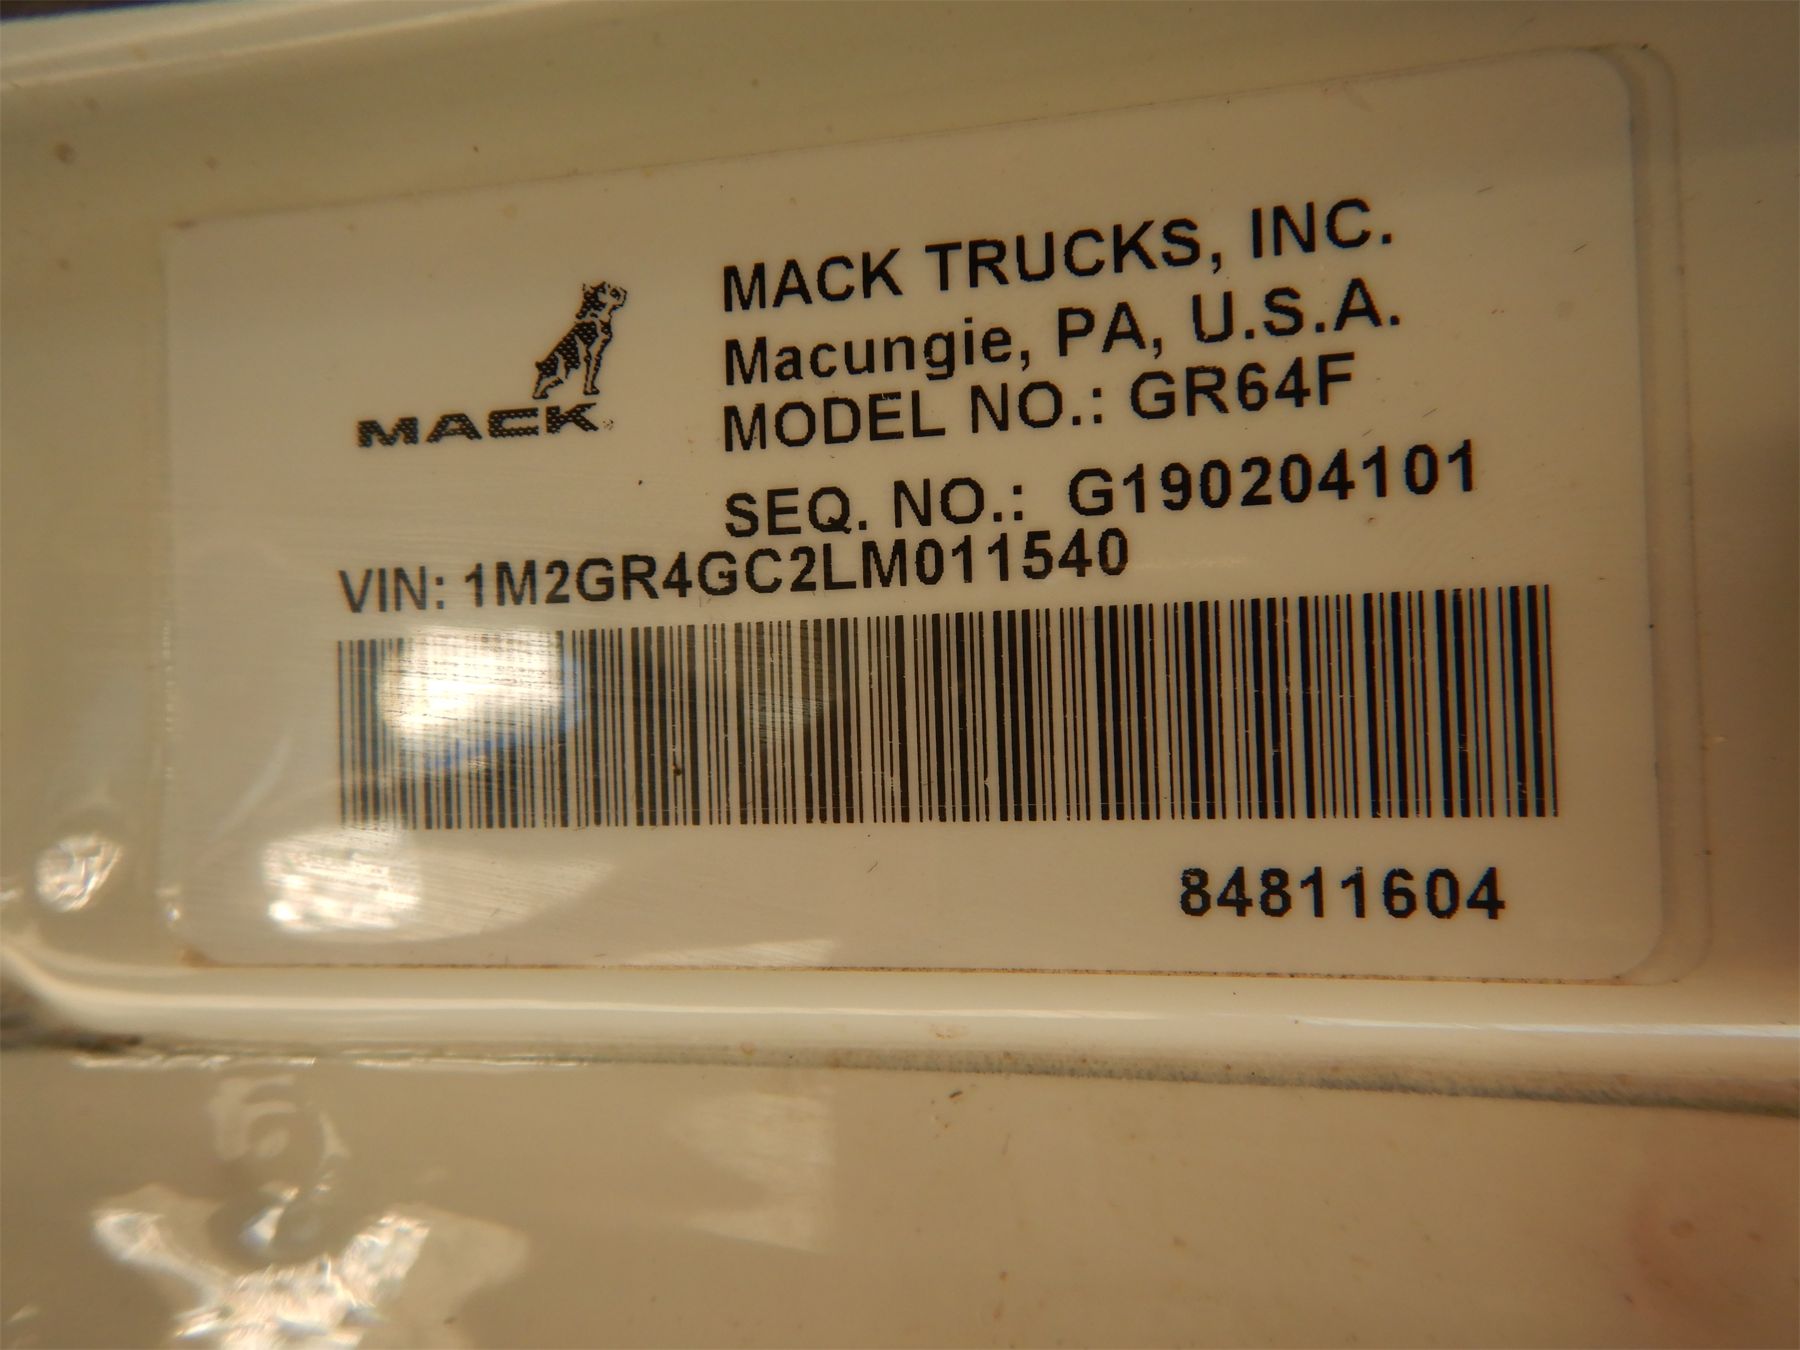 MACK TRUCKS, INC.
Macungie, PA, U.S.A.
MACK®
MODEL NO.: GR64F
SEQ. NO.: G190204101
VIN: 1M2GR4GC2LM011540
84811604